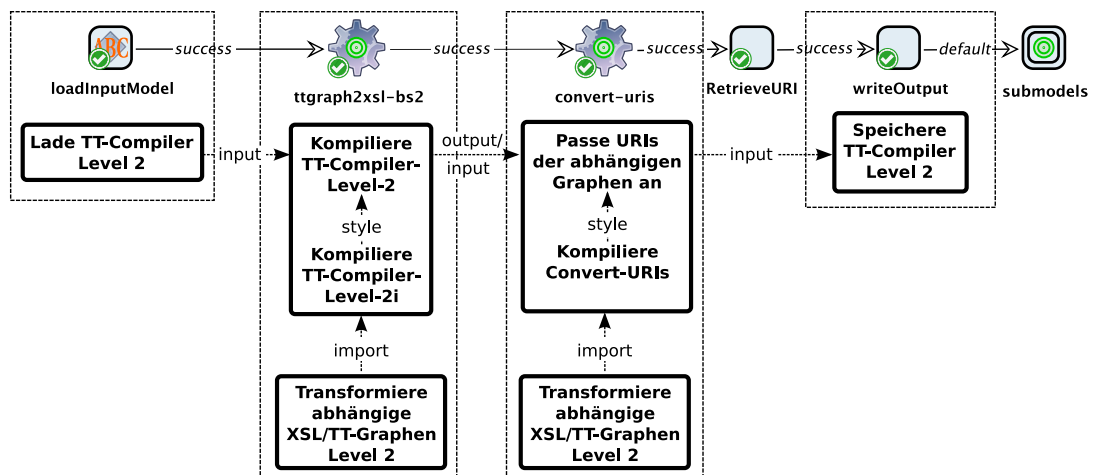 ABC
success
success
success
success
default
loadInputModel
ttgraph2xsl-bs2
convert-uris
RetrieveURI
writeOutput
submodels
Lade TT-Compiler
Level 2
input
Kompiliere
TT-Compiler-
Level-2
style
Kompiliere
TT-Compiler-
Level-2i
import
Transformiere
abhängige
XSL/TT-Graphen
Level 2
output/
input
Passe URIs
der abhängigen
Graphen an
style
Kompiliere
Convert-URIs
import
Transformiere
abhängige
XSL/TT-Graphen
Level 2
input
Speichere
TT-Compiler
Level 2